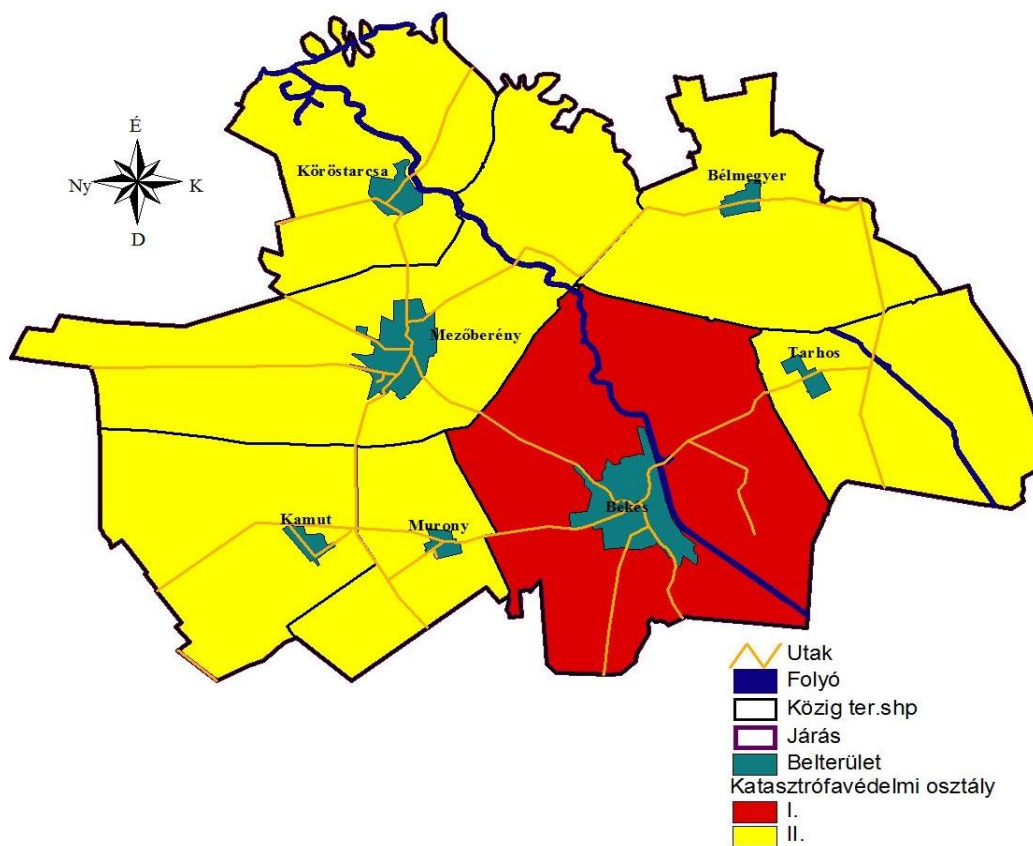 É
Ny
K
D
Köröstarcsa
Bélmegyer
Mezőberény
Tarhos
Békés
Kamut
Murony
Utak
Folyó
Közig ter.shp
Járás
Belterület
Katasztrófavédelmi osztály
I.
II.